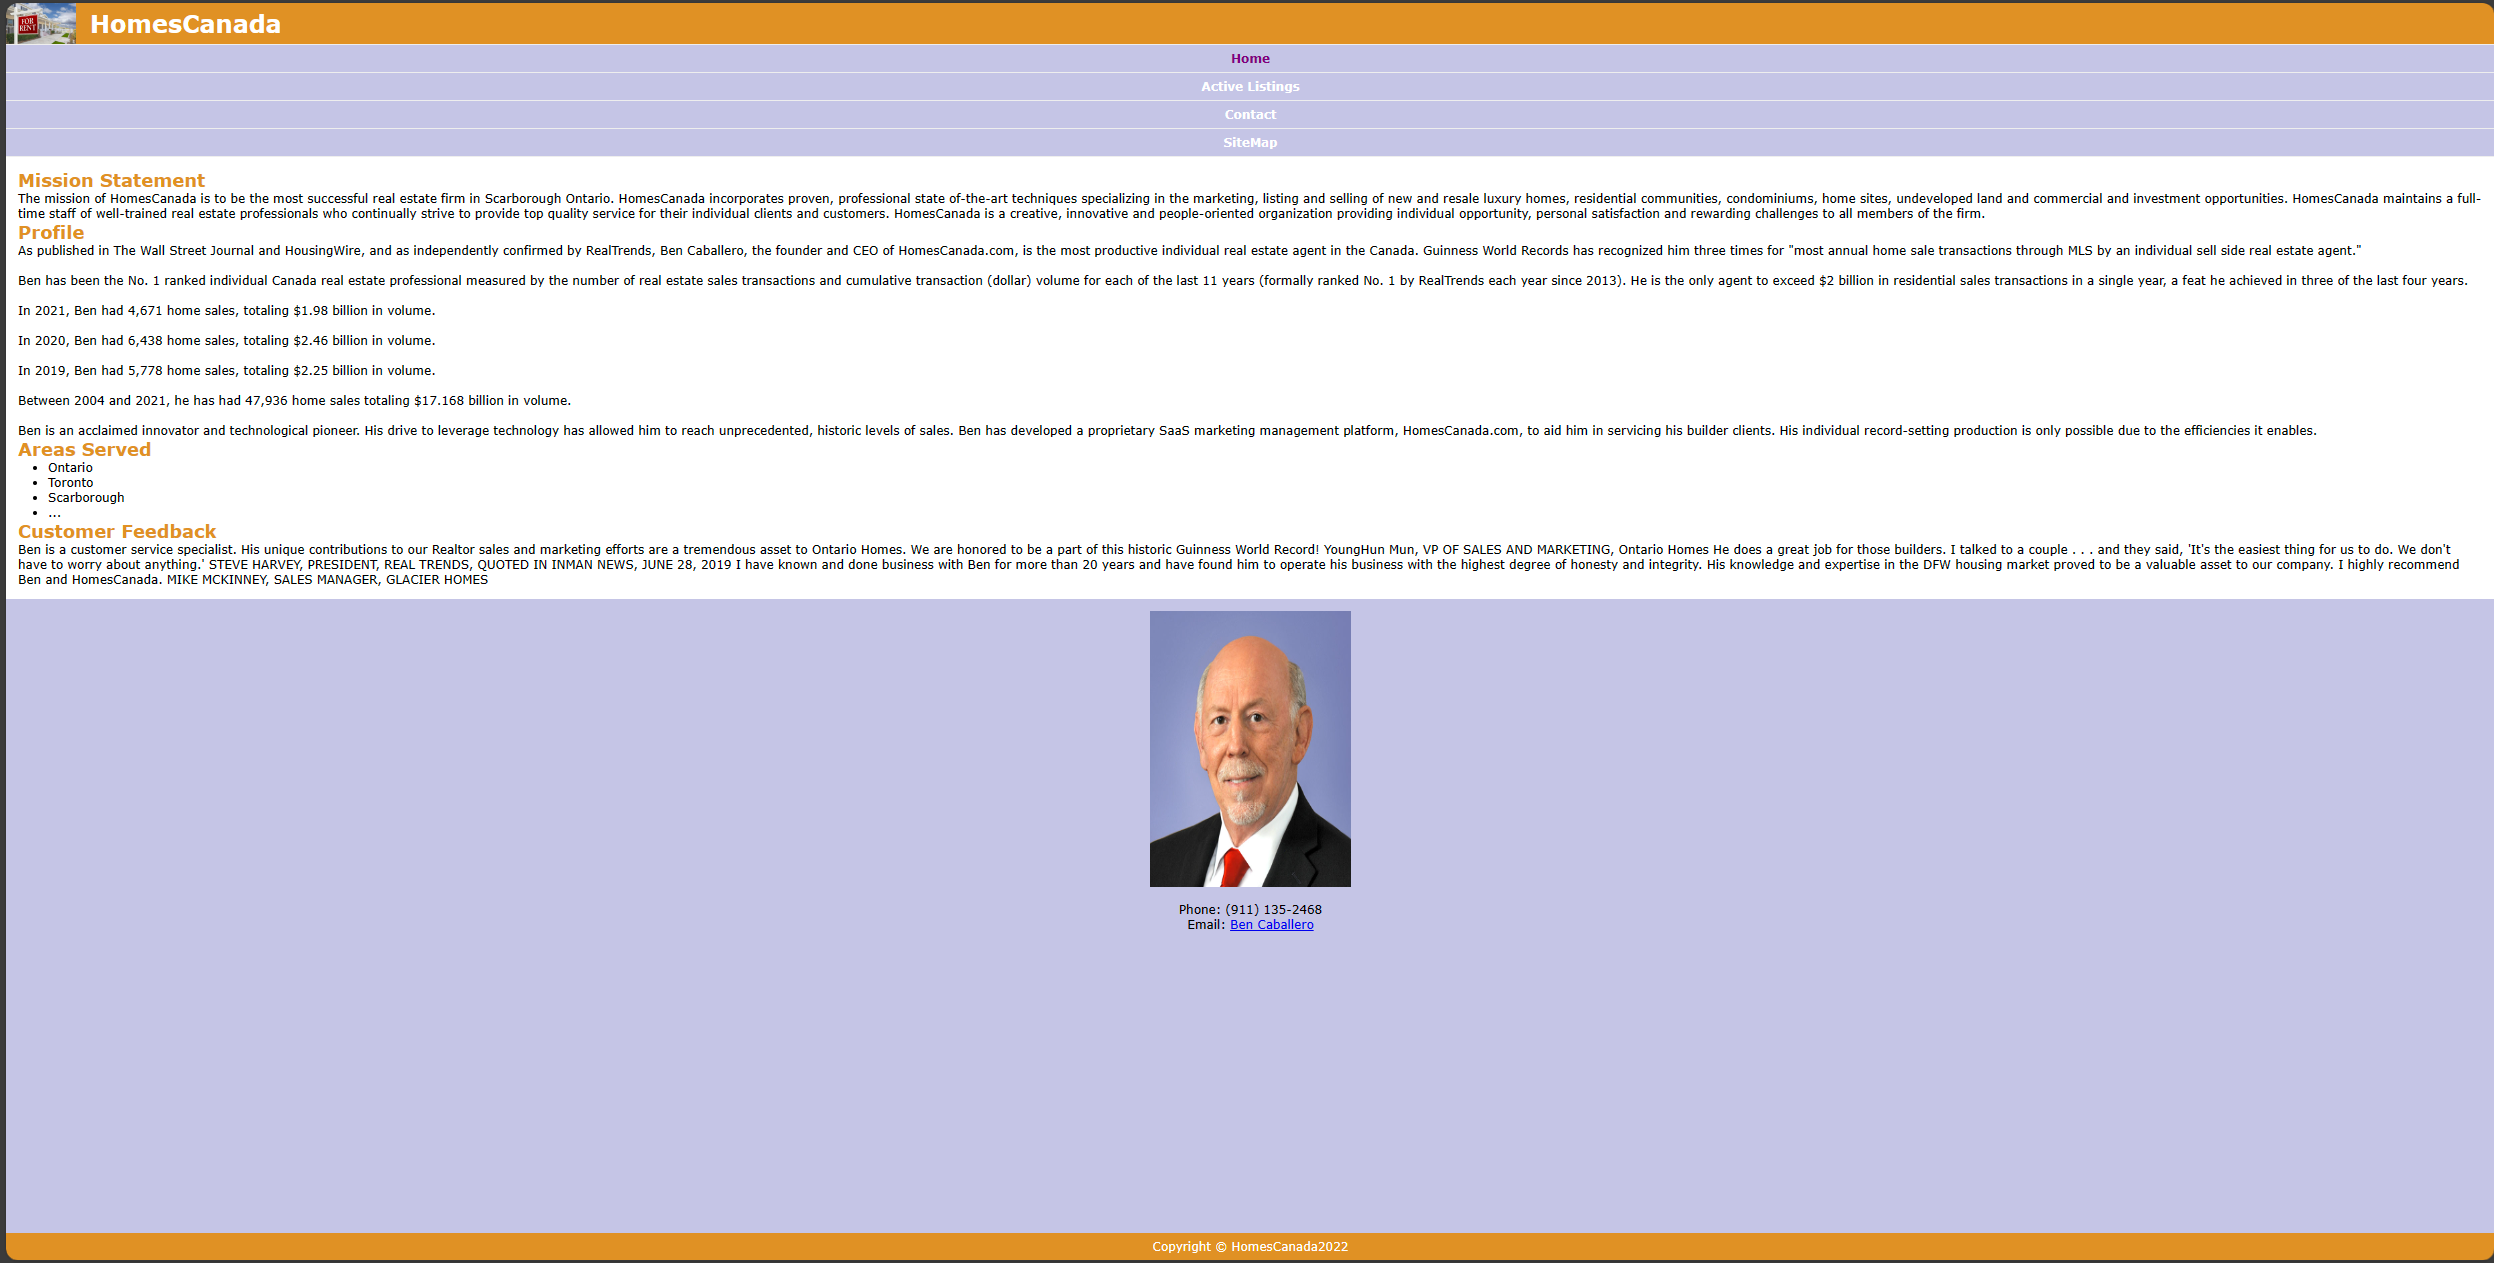 FOR
RENT
HomesCanada
Home
Active Listings
Contact
SiteMap
Mission Statement
The mission of HomesCanada is to be the most successful real estate firm in Scarborough Ontario. HomesCanada incorporates proven, professional state of-the-art techniques specializing in the marketing, listing and selling of new and resale luxury homes, residential communities, condominiums, home sites, undeveloped land and commercial and investment opportunities. HomesCanada maintains a full-
time staff of well-trained real estate professionals who continually strive to provide top quality service for their individual clients and customers. HomesCanada is a creative, innovative and people-oriented organization providing individual opportunity, personal satisfaction and rewarding challenges to all members of the firm.
Profile
As published in The Wall Street Journal and HousingWire, and as independently confirmed by RealTrends, Ben Caballero, the founder and CEO of HomesCanada.com, is the most productive individual real estate agent in the Canada. Guinness World Records has recognized him three times for "most annual home sale transactions through MLS by an individual sell side real estate agent."
Ben has been the No. 1 ranked individual Canada real estate professional measured by the number of real estate sales transactions and cumulative transaction (dollar) volume for each of the last 11 years (formally ranked No. 1 by RealTrends each year since 2013). He is the only agent to exceed $2 billion in residential sales transactions in a single year, a feat he achieved in three of the last four years.
In 2021, Ben had 4,671 home sales, totaling $1.98 billion in volume.
In 2020, Ben had 6,438 home sales, totaling $2.46 billion in volume.
In 2019, Ben had 5,778 home sales, totaling $2.25 billion in volume.
Between 2004 and 2021, he has had 47,936 home sales totaling $17.168 billion in volume.
Ben is an acclaimed innovator and technological pioneer. His drive to leverage technology has allowed him to reach unprecedented, historic levels of sales. Ben has developed a proprietary SaaS marketing management platform, HomesCanada.com, to aid him in servicing his builder clients. His individual record-setting production is only possible due to the efficiencies it enables.
Areas Served
• Ontario
• Toronto
• Scarborough
• ...
Customer Feedback
Ben is a customer service specialist. His unique contributions to our Realtor sales and marketing efforts are a tremendous asset to Ontario Homes. We are honored to be a part of this historic Guinness World Record! YoungHun Mun, VP OF SALES AND MARKETING, Ontario Homes He does a great job for those builders. I talked to a couple . . . and they said, 'It's the easiest thing for us to do. We don't
have to worry about anything.' STEVE HARVEY, PRESIDENT, REAL TRENDS, QUOTED IN INMAN NEWS, JUNE 28, 2019 I have known and done business with Ben for more than 20 years and have found him to operate his business with the highest degree of honesty and integrity. His knowledge and expertise in the DFW housing market proved to be a valuable asset to our company. I highly recommend
Ben and HomesCanada. MIKE MCKINNEY, SALES MANAGER, GLACIER HOMES
Phone: (911) 135-2468
Email: Ben Caballero
Copyright © HomesCanada2022